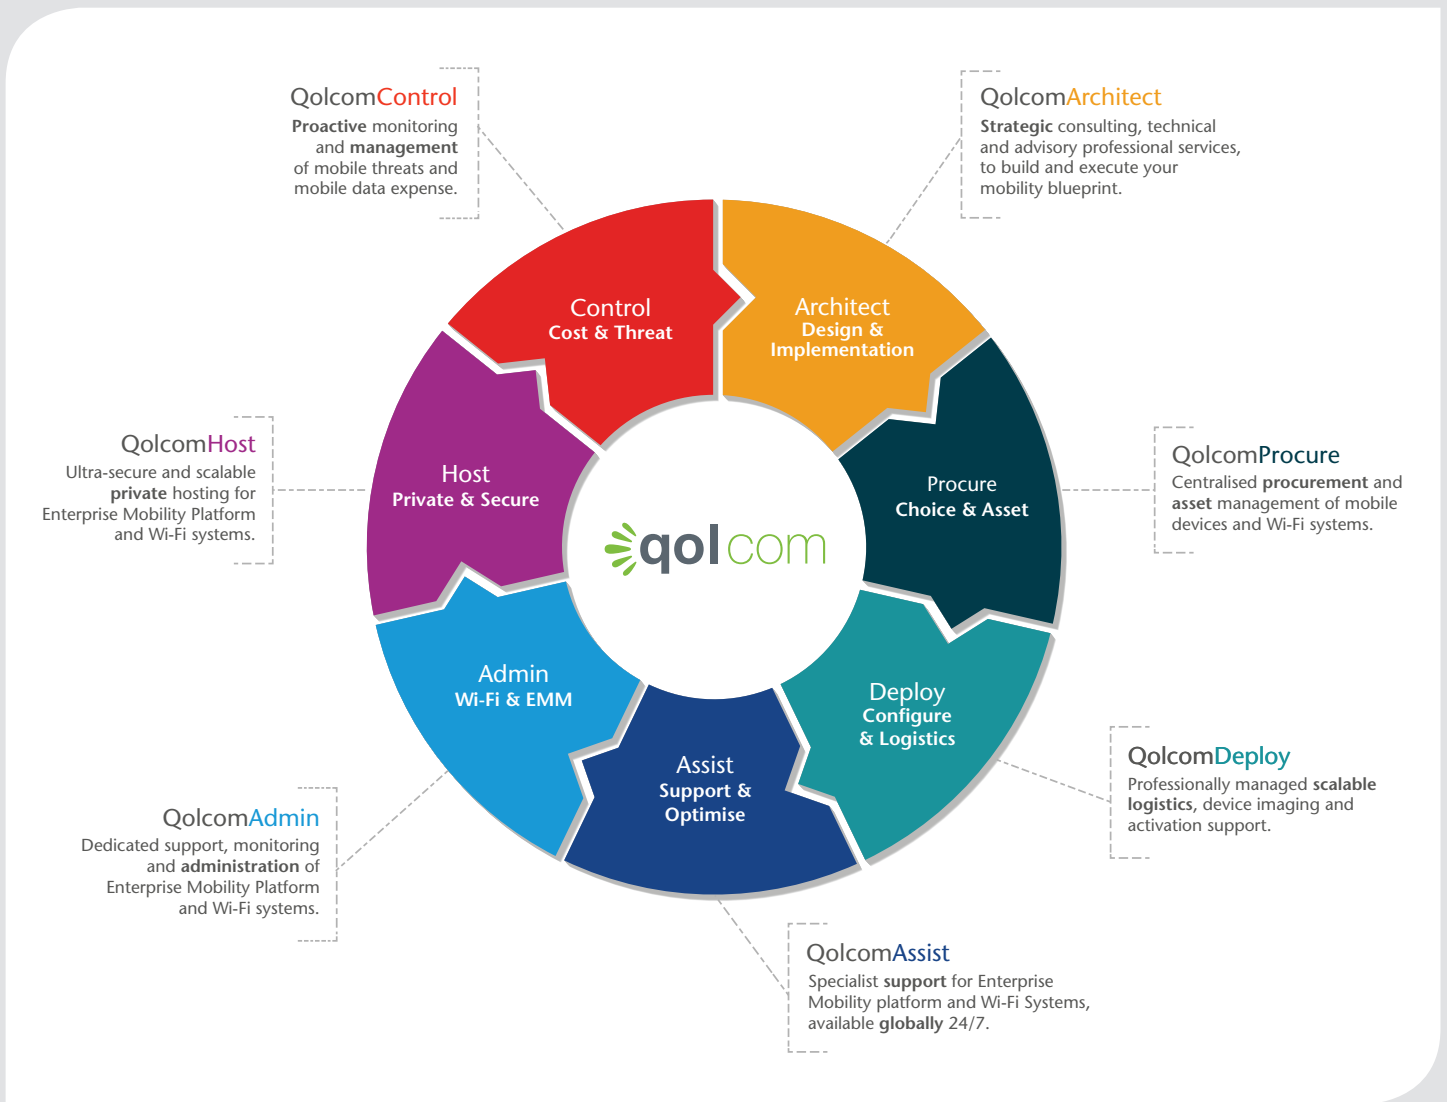 QolcomControl
Proactive monitoring
and management
of mobile threats and
mobile data expense.
QolcomArchitect
Strategic consulting, technical
and advisory professional services,
to build and execute your
mobility blueprint.
Control
Cost & Threat
Architect
Design &
Implementation
QolcomHost
Ultra-secure and scalable
private hosting for
Enterprise Mobility Platform
and Wi-Fi systems.
Host
Private & Secure
Procure
Choice & Asset
QolcomProcure
Centralised procurement and
asset management of mobile
devices and Wi-Fi systems.
qolcom
Admin
Wi-Fi & EMM
Deploy
Configure
& Logistics
Assist
Support &
Optimise
QolcomDeploy
Professionally managed scalable
logistics, device imaging and
activation support.
QolcomAdmin
Dedicated support, monitoring
and administration of
Enterprise Mobility Platform
and Wi-Fi systems.
QolcomAssist
Specialist support for Enterprise
Mobility platform and Wi-Fi Systems,
available globally 24/7.